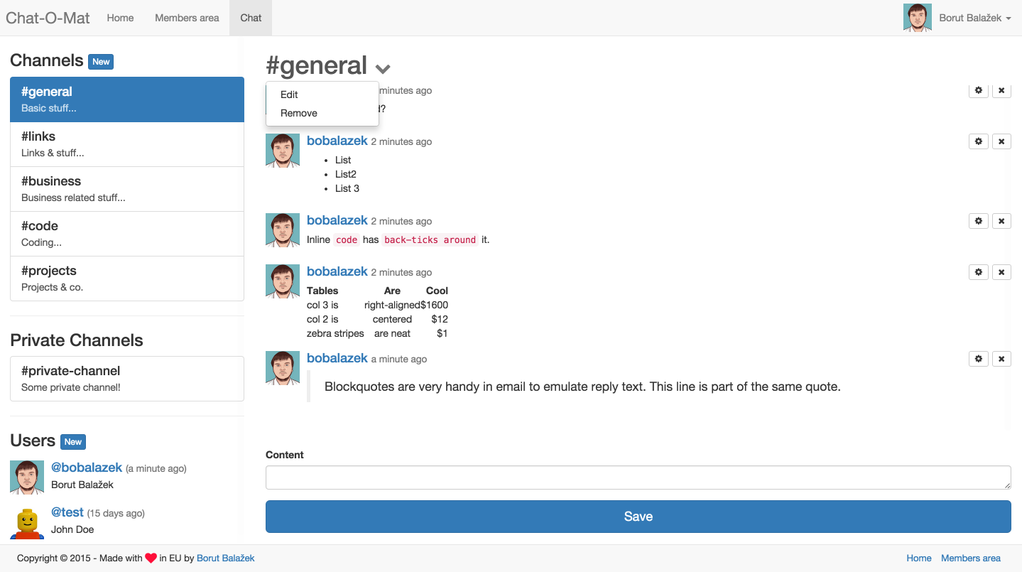 Chat-O-Mat Home Members area Chat Borut Balažek
Channels New
#general
Basic stuff...
#links
Links & stuff...
#business
Business related stuff...
#code
Coding...
#projects
Projects & co.
Private Channels
#private-channel
Some private channel!
Users New
@bobalazek (a minute ago)
Borut Balažek
@test (15 days ago)
John Doe
#general
Edit
Remove
minutes ago
d?
bobalazek 2 minutes ago
• List
• List2
• List 3
bobalazek 2 minutes ago
Inline code has back-ticks around it.
bobalazek 2 minutes ago
Tables Are Cool
col 3 is right-aligned $1600
col 2 is centered $12
zebra stripes are neat $1
bobalazek a minute ago
Blockquotes are very handy in email to emulate reply text. This line is part of the same quote.
Content
Save
Copyright © 2015 - Made with ❤ in EU by Borut Balažek Home Members area